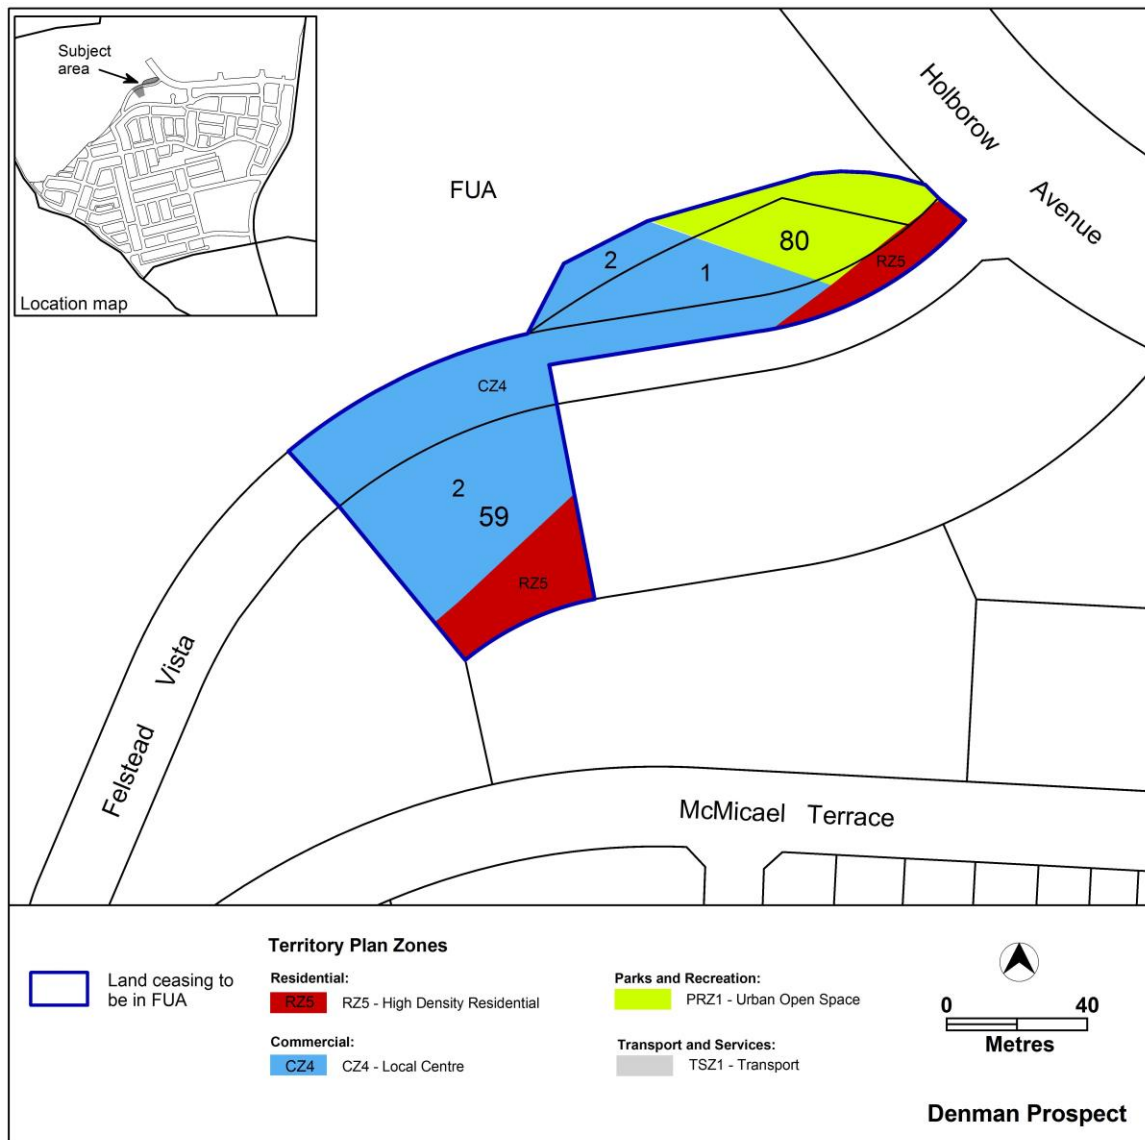 Subject
area
Location map
FUA
Holborow
Avenue
2
1
80
RZ5
CZ4
2
59
RZ5
Felstead Vista
McMicael Terrace
Land ceasing to
be in FUA
Territory Plan Zones
Residential:
RZ5 RZ5 - High Density Residential
Commercial:
CZ4 CZ4 - Local Centre
Parks and Recreation:
PRZ1 - Urban Open Space
Transport and Services:
TSZ1 - Transport
0 40
Metres
Denman Prospect